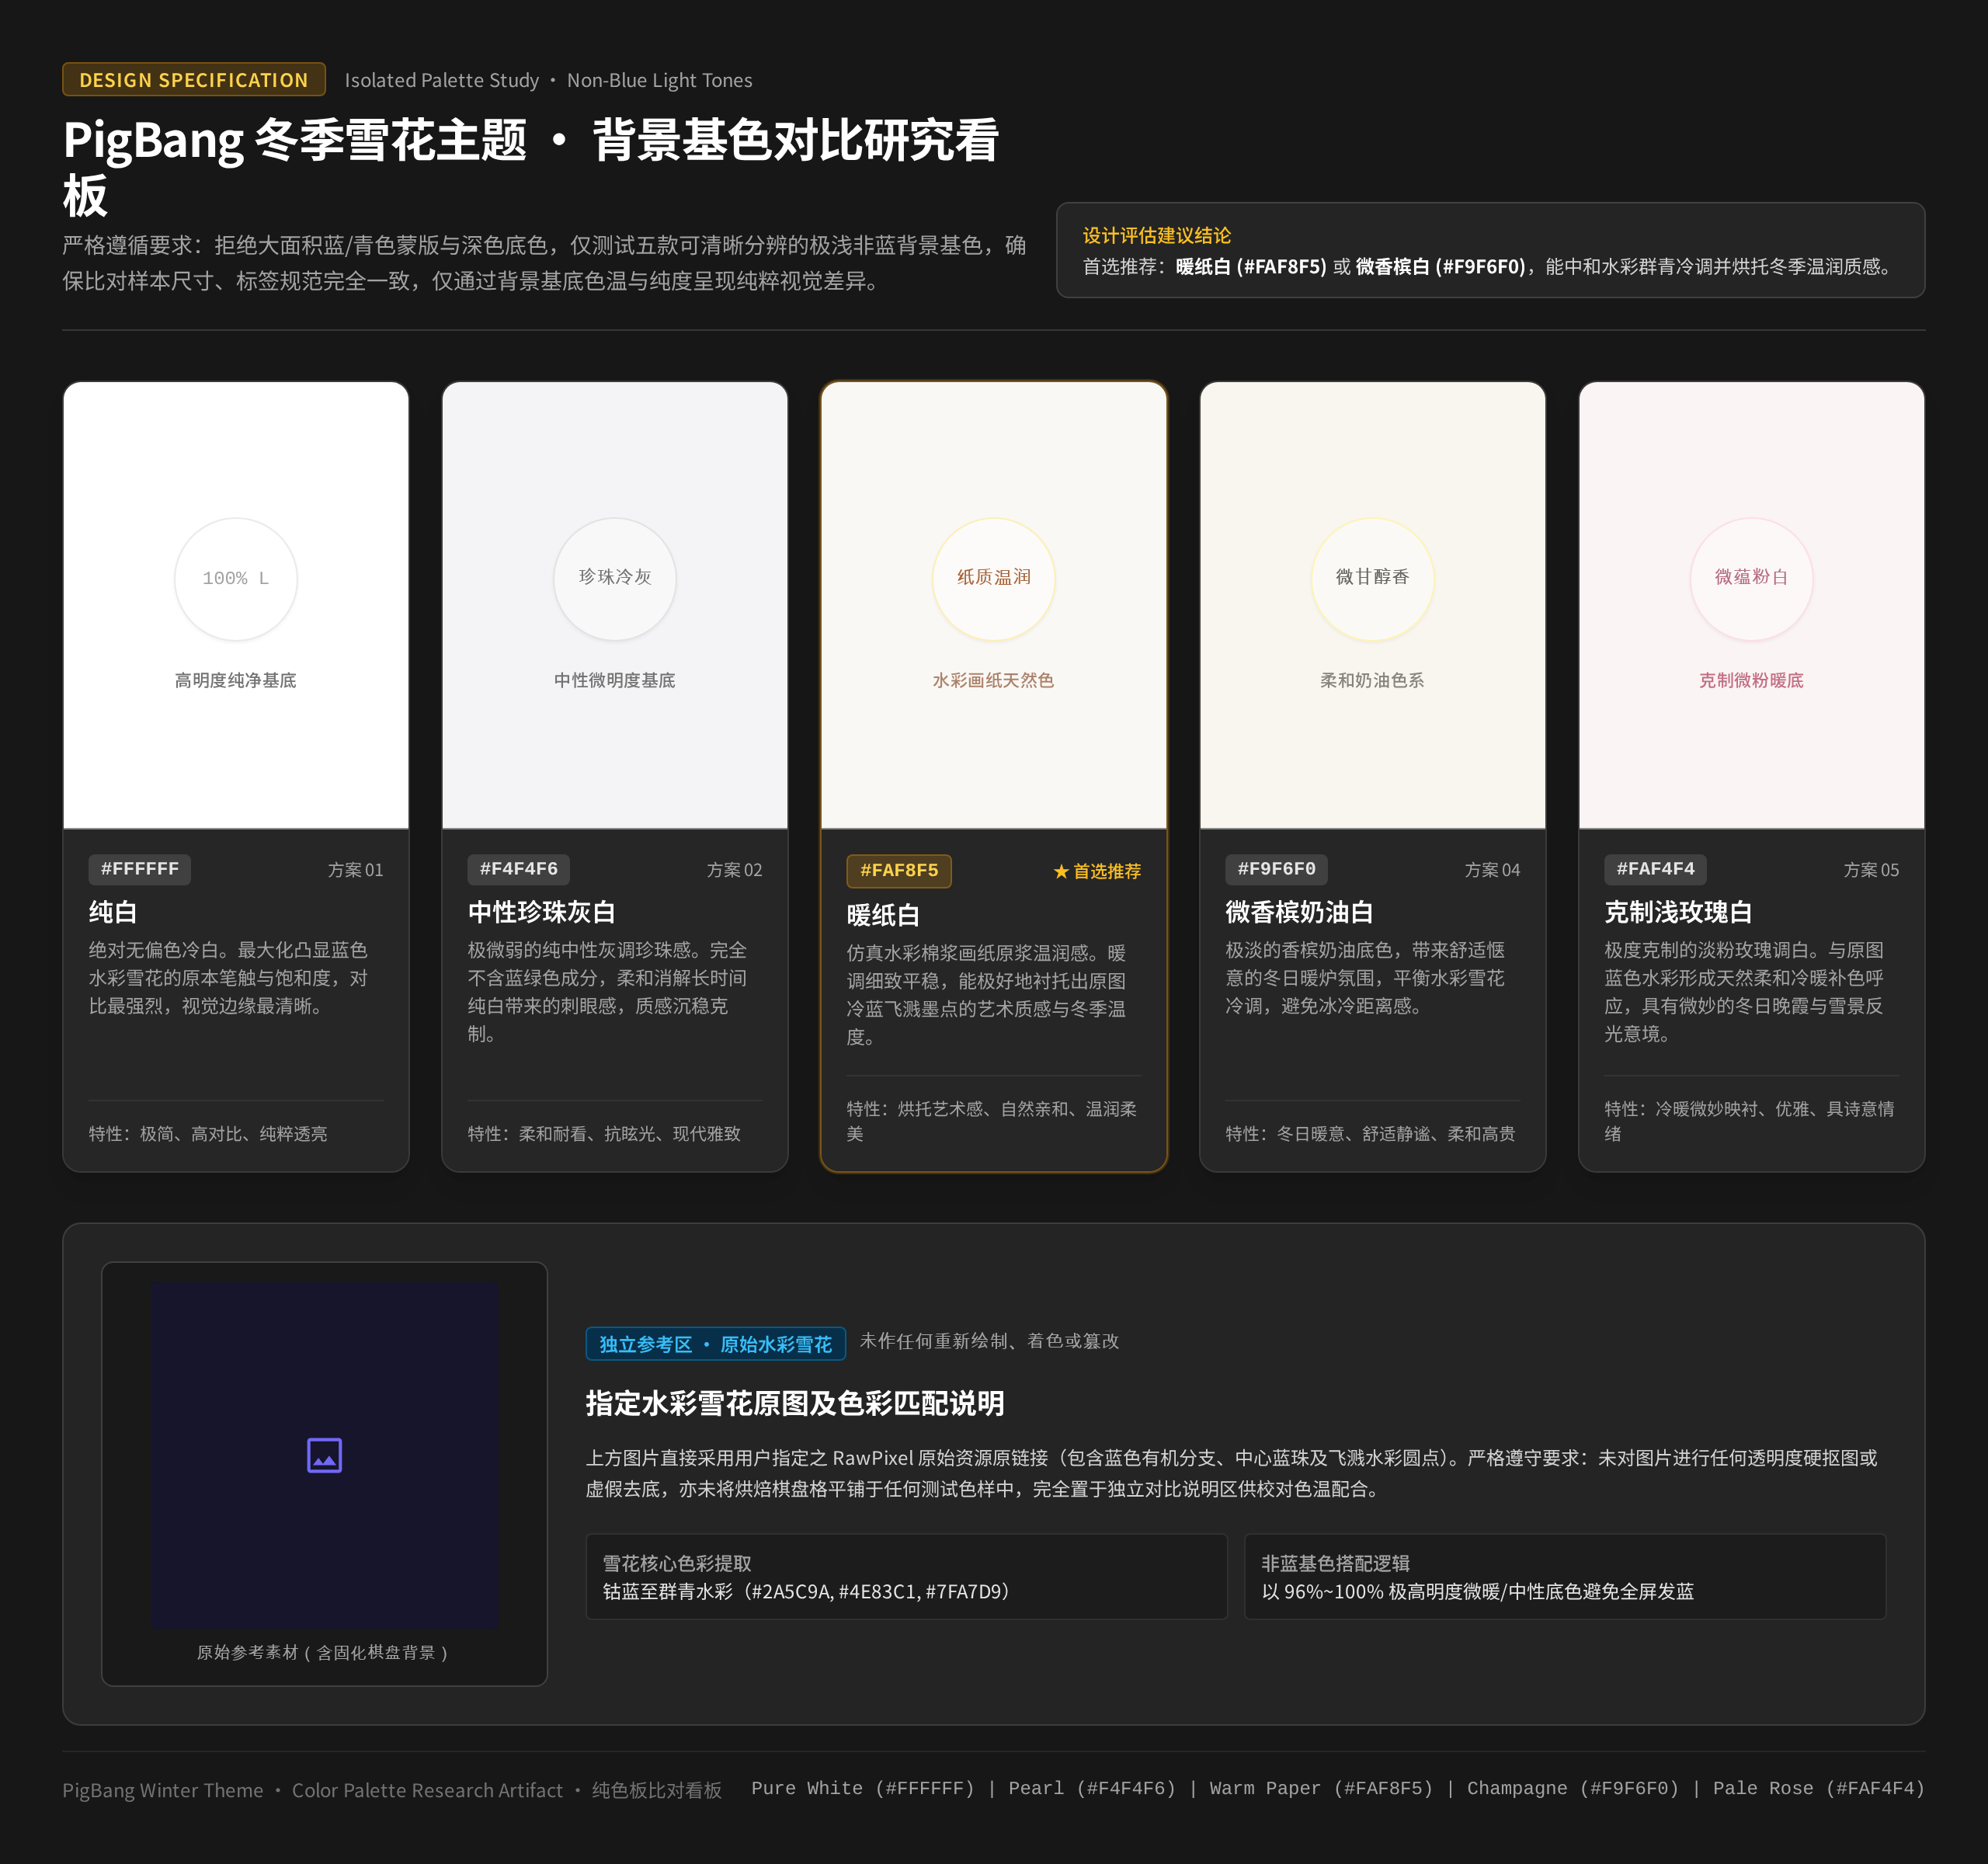 DESIGN SPECIFICATION
Isolated Palette Study • Non-Blue Light Tones
PigBang 冬季雪花主题 • 背景基色对比研究看
板
严格遵循要求：拒绝大面积蓝/青色蒙版与深色底色，仅测试五款可清晰分辨的极浅非蓝背景基色，确
保比对样本尺寸、标签规范完全一致，仅通过背景基底色温与纯度呈现纯粹视觉差异。
设计评估建议结论
首选推荐：暖纸白 (#FAF8F5) 或 微香槟白 (#F9F6F0)，能中和水彩群青冷调并烘托冬季温润质感。
100% L
高明度纯净基底
#FFFFFF
方案 01
纯白
绝对无偏色冷白。最大化凸显蓝色
水彩雪花的原本笔触与饱和度，对
比最强烈，视觉边缘最清晰。
特性：极简、高对比、纯粹透亮
珍珠冷灰
中性微明度基底
#F4F4F6
方案 02
中性珍珠灰白
极微弱的纯中性灰调珍珠感。完全
不含蓝绿色成分，柔和消解长时间
纯白带来的刺眼感，质感沉稳克
制。
特性：柔和耐看、抗眩光、现代雅致
纸质温润
水彩画纸天然色
#FAF8F5
★ 首选推荐
暖纸白
仿真水彩棉浆画纸原浆温润感。暖
调细致平稳，能极好地衬托出原图
冷蓝飞溅墨点的艺术质感与冬季温
度。
特性：烘托艺术感、自然亲和、温润柔
美
微甘醇香
柔和奶油色系
#F9F6F0
方案 04
微香槟奶油白
极淡的香槟奶油底色，带来舒适惬
意的冬日暖炉氛围，平衡水彩雪花
冷调，避免冰冷距离感。
特性：冬日暖意、舒适静谧、柔和高贵
微蕴粉白
克制微粉暖底
#FAF4F4
方案 05
克制浅玫瑰白
极度克制的淡粉玫瑰调白。与原图
蓝色水彩形成天然柔和冷暖补色呼
应，具有微妙的冬日晚霞与雪景反
光意境。
特性：冷暖微妙映衬、优雅、具诗意情
绪
原始参考素材 ( 含固化棋盘背景 )
独立参考区 • 原始水彩雪花
未作任何重新绘制、着色或篡改
指定水彩雪花原图及色彩匹配说明
上方图片直接采用用户指定之 RawPixel 原始资源原链接（包含蓝色有机分支、中心蓝珠及飞溅水彩圆点）。严格遵守要求：未对图片进行任何透明度硬抠图或
虚假去底，亦未将烘焙棋盘格平铺于任何测试色样中，完全置于独立对比说明区供校对色温配合。
雪花核心色彩提取
钴蓝至群青水彩（#2A5C9A, #4E83C1, #7FA7D9）
非蓝基色搭配逻辑
以 96%~100% 极高明度微暖/中性底色避免全屏发蓝
PigBang Winter Theme • Color Palette Research Artifact • 纯色板比对看板
Pure White (#FFFFFF) | Pearl (#F4F4F6) | Warm Paper (#FAF8F5) | Champagne (#F9F6F0) | Pale Rose (#FAF4F4)